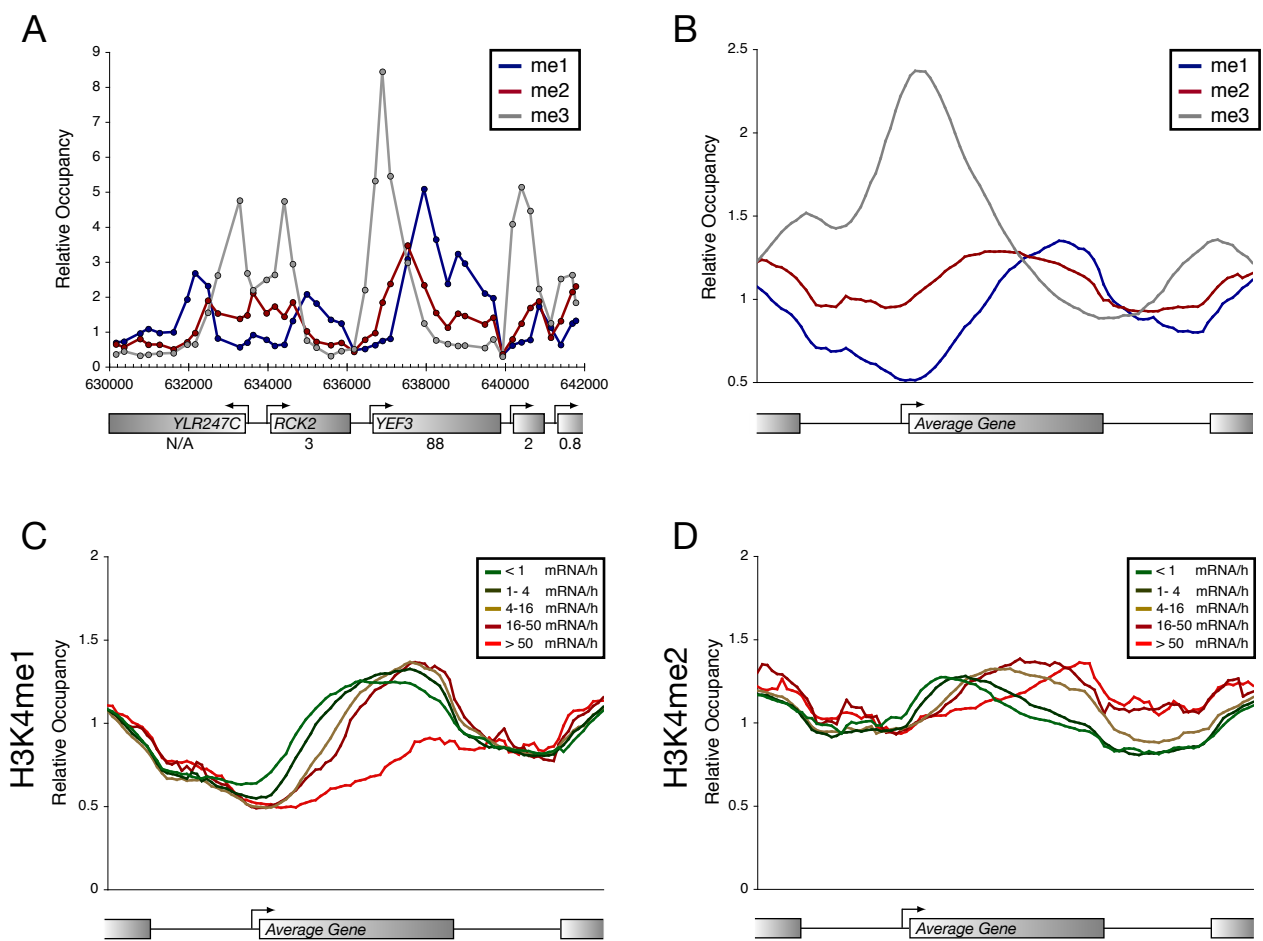 A
9
8
7
6
5
4
3
2
1
0
Relative Occupancy
me1
me2
me3
630000 632000 634000 636000 638000 640000 642000
YLR247C RCK2 YEF3
N/A 3 88 2 0.8
B
2.5
2
1.5
1
0.5
Relative Occupancy
me1
me2
me3
Average Gene
C
H3K4me1
2
1.5
1
0.5
0
Relative Occupancy
< 1 mRNA/h
1- 4 mRNA/h
4-16 mRNA/h
16-50 mRNA/h
> 50 mRNA/h
Average Gene
D
H3K4me2
2
1.5
1
0.5
0
Relative Occupancy
< 1 mRNA/h
1- 4 mRNA/h
4-16 mRNA/h
16-50 mRNA/h
> 50 mRNA/h
Average Gene